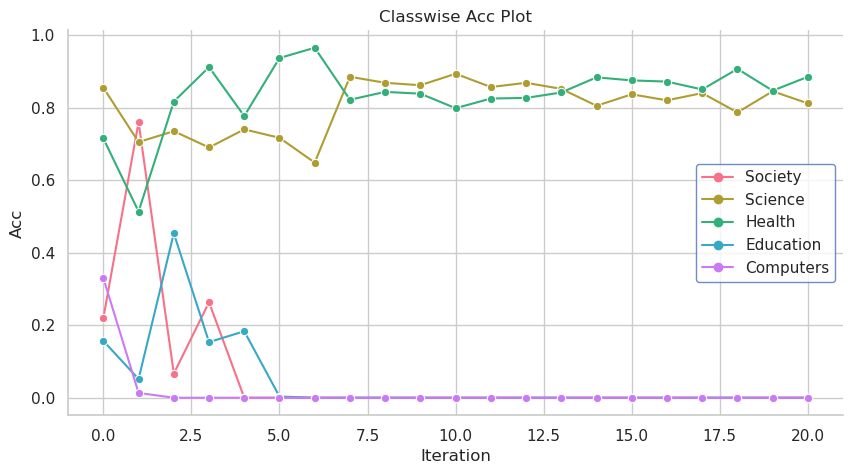 Classwise Acc Plot
1.0
0.8
0.6
0.4
0.2
0.0
Acc
Society
Science
Health
Education
Computers
0.0 2.5 5.0 7.5 10.0 12.5 15.0 17.5 20.0
Iteration